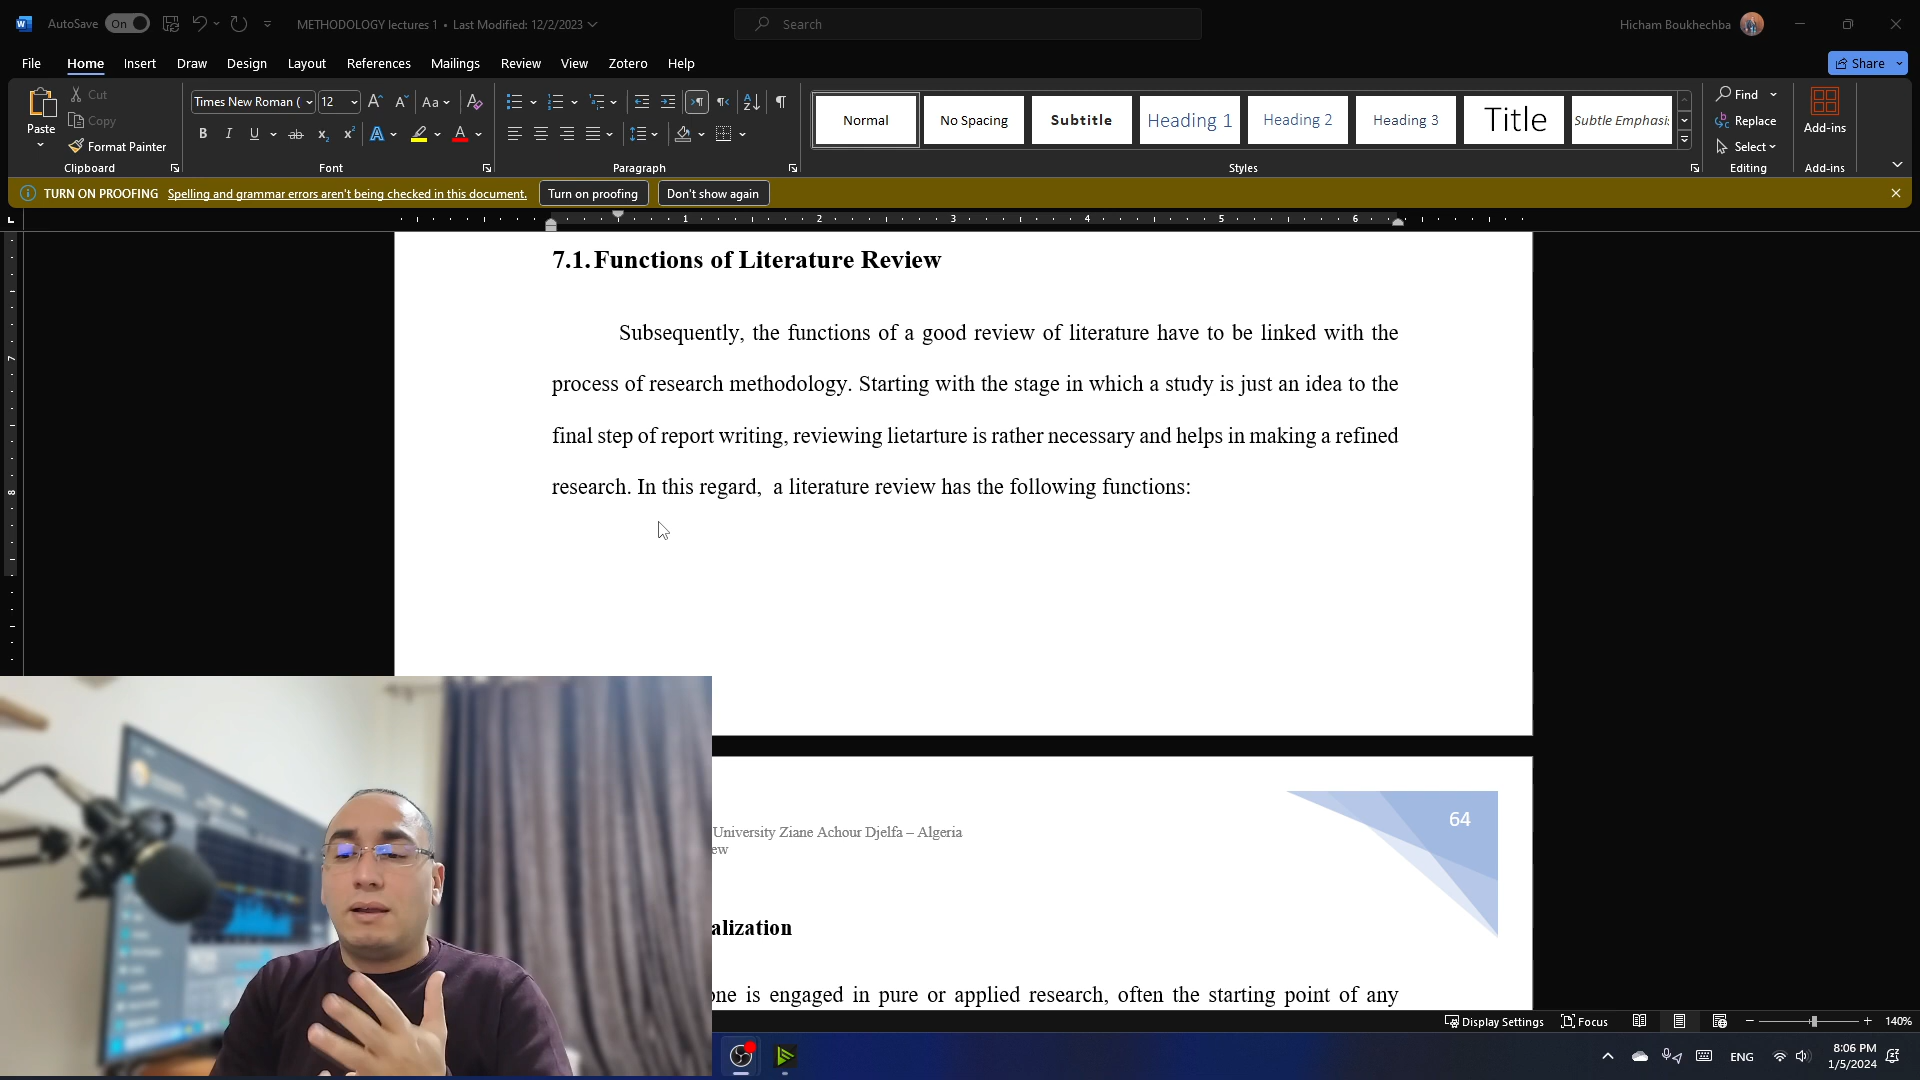 AutoSave On METHODOLOGY lectures 1 • Last Modified: 12/2/2023 Search Hicham Boukhechba
File Home Insert Draw Design Layout References Mailings Review View Zotero Help Share
Paste Cut Copy Format Painter Clipboard
Times New Roman ( 12 Aa Font
Paragraph
Normal No Spacing Subtitle Heading 1 Heading 2 Heading 3 Title Subtle Emphasis Styles
Find Replace Select Editing
Add-ins Add-ins
TURN ON PROOFING Spelling and grammar errors aren't being checked in this document. Turn on proofing Don't show again
1 2 3 4 5 6
7
8
7.1. Functions of Literature Review
Subsequently, the functions of a good review of literature have to be linked with the
process of research methodology. Starting with the stage in which a study is just an idea to the
final step of report writing, reviewing lietarture is rather necessary and helps in making a refined
research. In this regard, a literature review has the following functions:
64
University Ziane Achour Djelfa – Algeria
ew
alization
one is engaged in pure or applied research, often the starting point of any
Display Settings Focus 140%
ENG 8:06 PM
1/5/2024